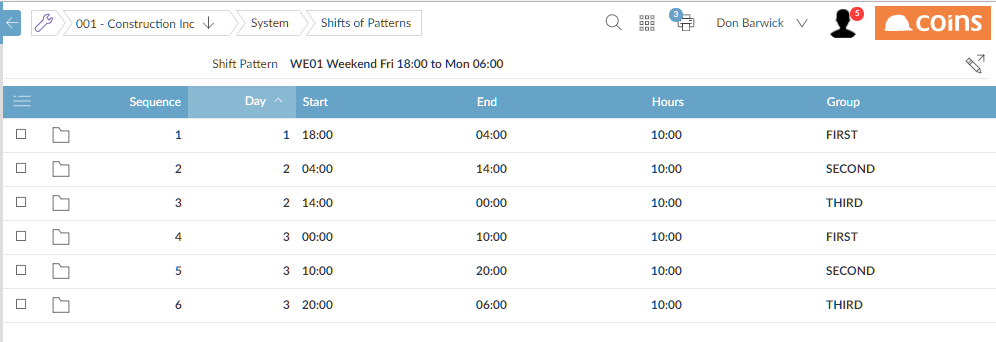 001 - Construction Inc System Shifts of Patterns 3 Don Barwick 5 coins
Shift Pattern WE01 Weekend Fri 18:00 to Mon 06:00
Sequence Day Start End Hours Group
1 1 18:00 04:00 10:00 FIRST
2 2 04:00 14:00 10:00 SECOND
3 2 14:00 00:00 10:00 THIRD
4 3 00:00 10:00 10:00 FIRST
5 3 10:00 20:00 10:00 SECOND
6 3 20:00 06:00 10:00 THIRD